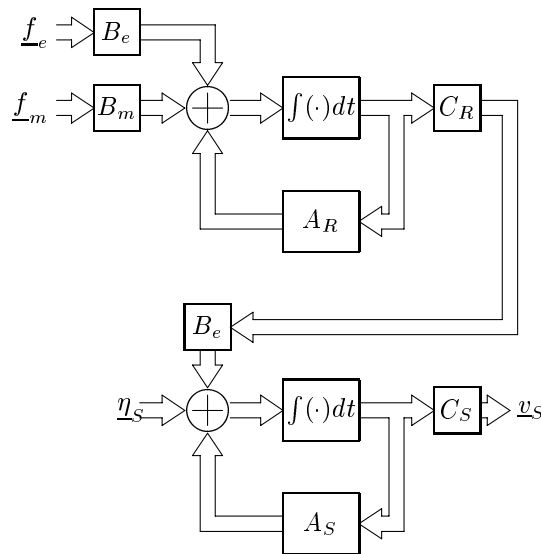 f_e B_e
f_m B_m + ∫(·)dt C_R
A_R
B_e
η_S + ∫(·)dt C_S v_S
A_S